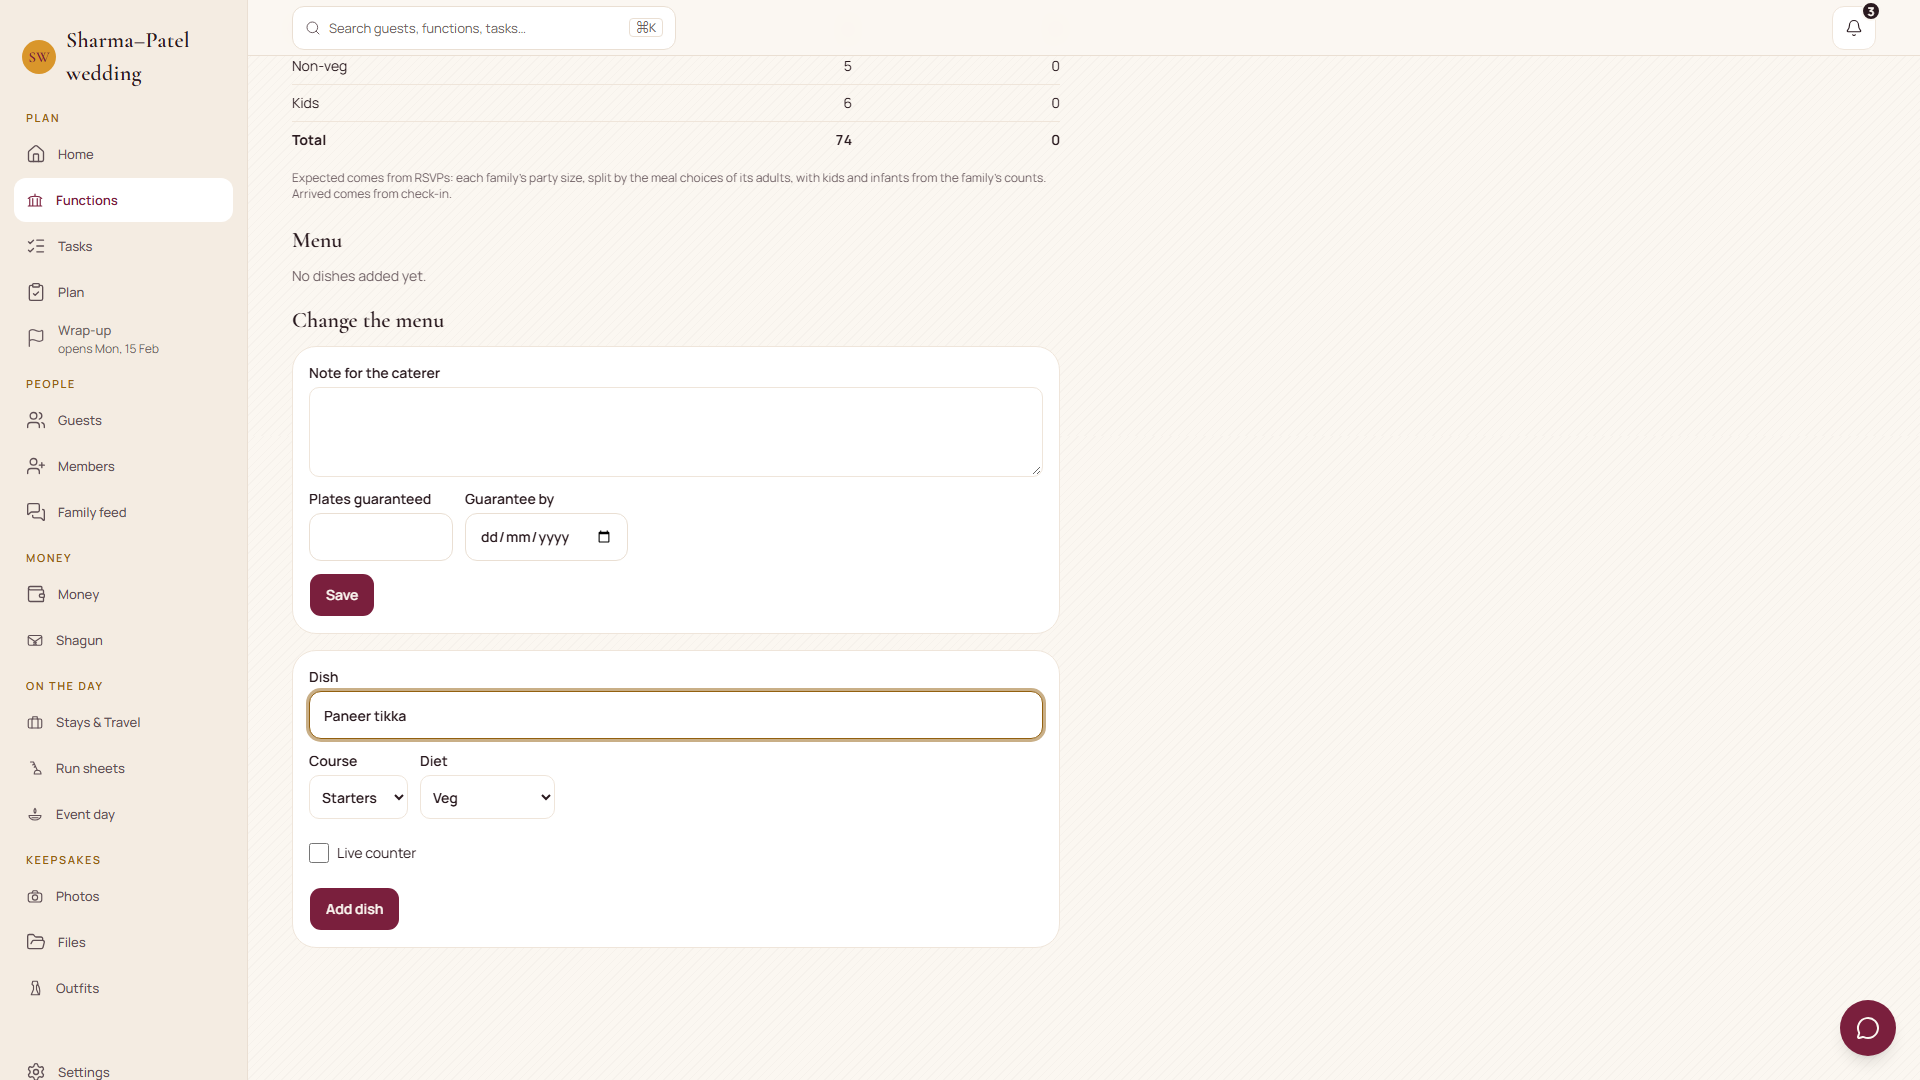 SW
Sharma–Patel
wedding
PLAN
Home
Functions
Tasks
Plan
Wrap-up
opens Mon, 15 Feb
PEOPLE
Guests
Members
Family feed
MONEY
Money
Shagun
ON THE DAY
Stays & Travel
Run sheets
Event day
KEEPSAKES
Photos
Files
Outfits
Settings
Search guests, functions, tasks... ⌘K
3
Non-veg 5 0
Kids 6 0
Total 74 0
Expected comes from RSVPs: each family's party size, split by the meal choices of its adults, with kids and infants from the family's counts.
Arrived comes from check-in.
Menu
No dishes added yet.
Change the menu
Note for the caterer
Plates guaranteed Guarantee by
dd/mm/yyyy
Save
Dish
Paneer tikka
Course Diet
Starters Veg
Live counter
Add dish